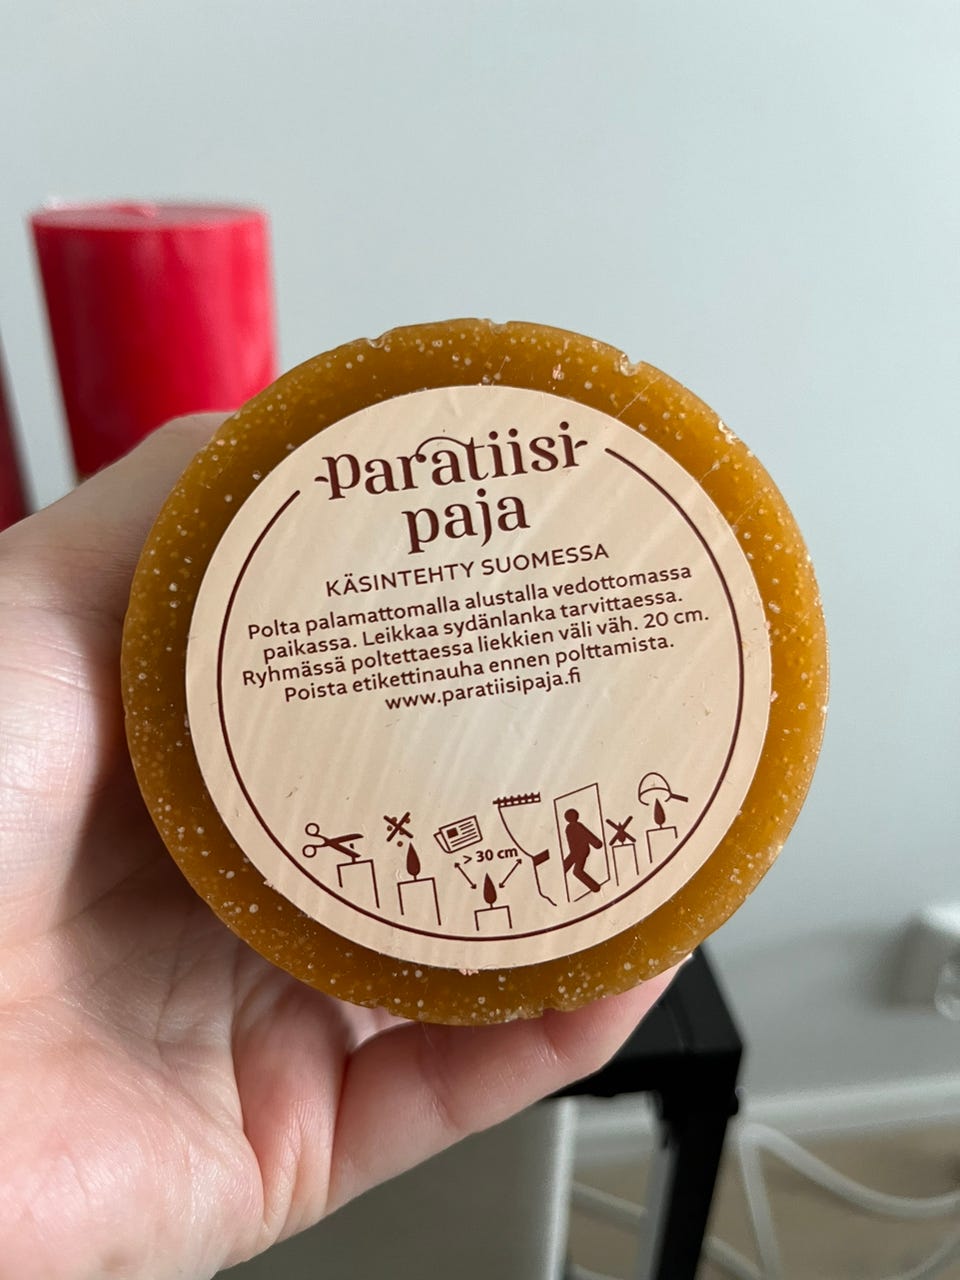 paratiisi
paja
KÄSINTEHTY SUOMESSA
Polta palamattomalla alustalla vedottomassa
paikassa. Leikkaa sydänlanka tarvittaessa.
Ryhmässä poltettaessa liekkien väli väh. 20 cm.
Poista etikettinauha ennen polttamista.
www.paratiisipaja.fi
> 30 cm